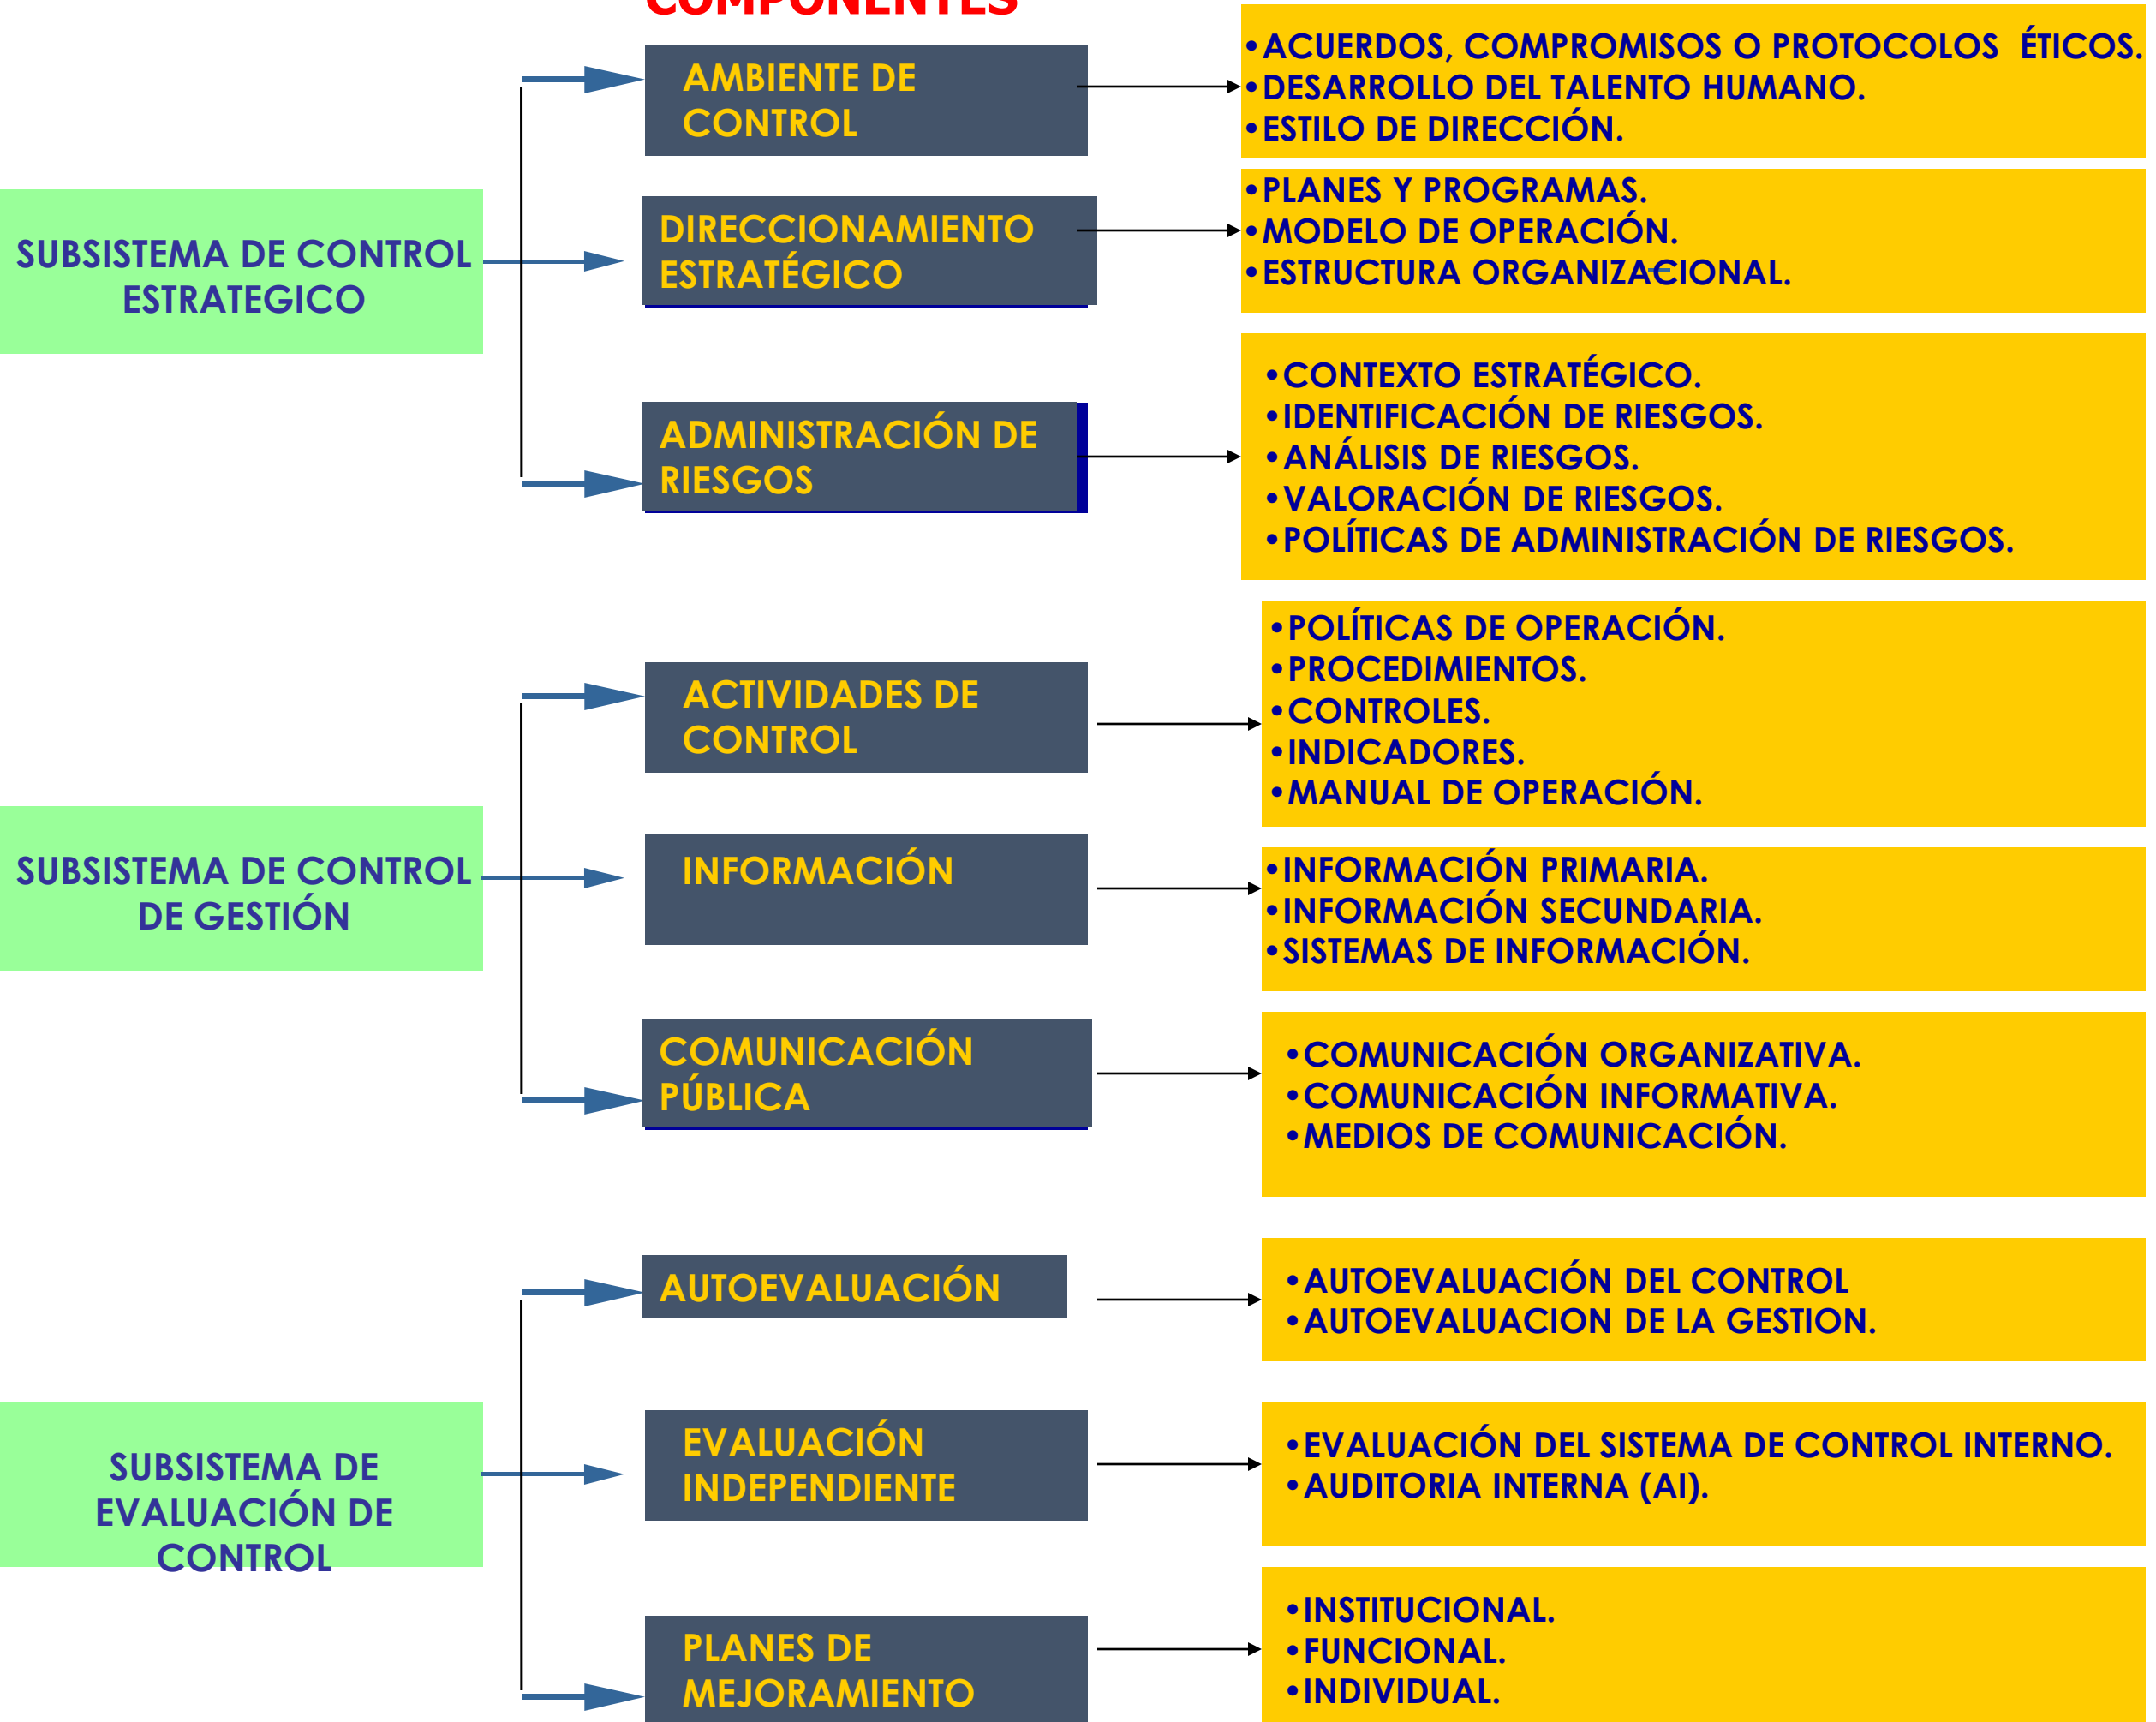 COMPONENTES
SUBSISTEMA DE CONTROL
ESTRATEGICO
AMBIENTE DE
CONTROL
•ACUERDOS, COMPROMISOS O PROTOCOLOS ÉTICOS.
•DESARROLLO DEL TALENTO HUMANO.
•ESTILO DE DIRECCIÓN.
DIRECCIONAMIENTO
ESTRATÉGICO
•PLANES Y PROGRAMAS.
•MODELO DE OPERACIÓN.
•ESTRUCTURA ORGANIZACIONAL.
ADMINISTRACIÓN DE
RIESGOS
•CONTEXTO ESTRATÉGICO.
•IDENTIFICACIÓN DE RIESGOS.
•ANÁLISIS DE RIESGOS.
•VALORACIÓN DE RIESGOS.
•POLÍTICAS DE ADMINISTRACIÓN DE RIESGOS.
SUBSISTEMA DE CONTROL
DE GESTIÓN
ACTIVIDADES DE
CONTROL
•POLÍTICAS DE OPERACIÓN.
•PROCEDIMIENTOS.
•CONTROLES.
•INDICADORES.
•MANUAL DE OPERACIÓN.
INFORMACIÓN
•INFORMACIÓN PRIMARIA.
•INFORMACIÓN SECUNDARIA.
•SISTEMAS DE INFORMACIÓN.
COMUNICACIÓN
PÚBLICA
•COMUNICACIÓN ORGANIZATIVA.
•COMUNICACIÓN INFORMATIVA.
•MEDIOS DE COMUNICACIÓN.
SUBSISTEMA DE
EVALUACIÓN DE
CONTROL
AUTOEVALUACIÓN
•AUTOEVALUACIÓN DEL CONTROL
•AUTOEVALUACION DE LA GESTION.
EVALUACIÓN
INDEPENDIENTE
•EVALUACIÓN DEL SISTEMA DE CONTROL INTERNO.
•AUDITORIA INTERNA (AI).
PLANES DE
MEJORAMIENTO
•INSTITUCIONAL.
•FUNCIONAL.
•INDIVIDUAL.